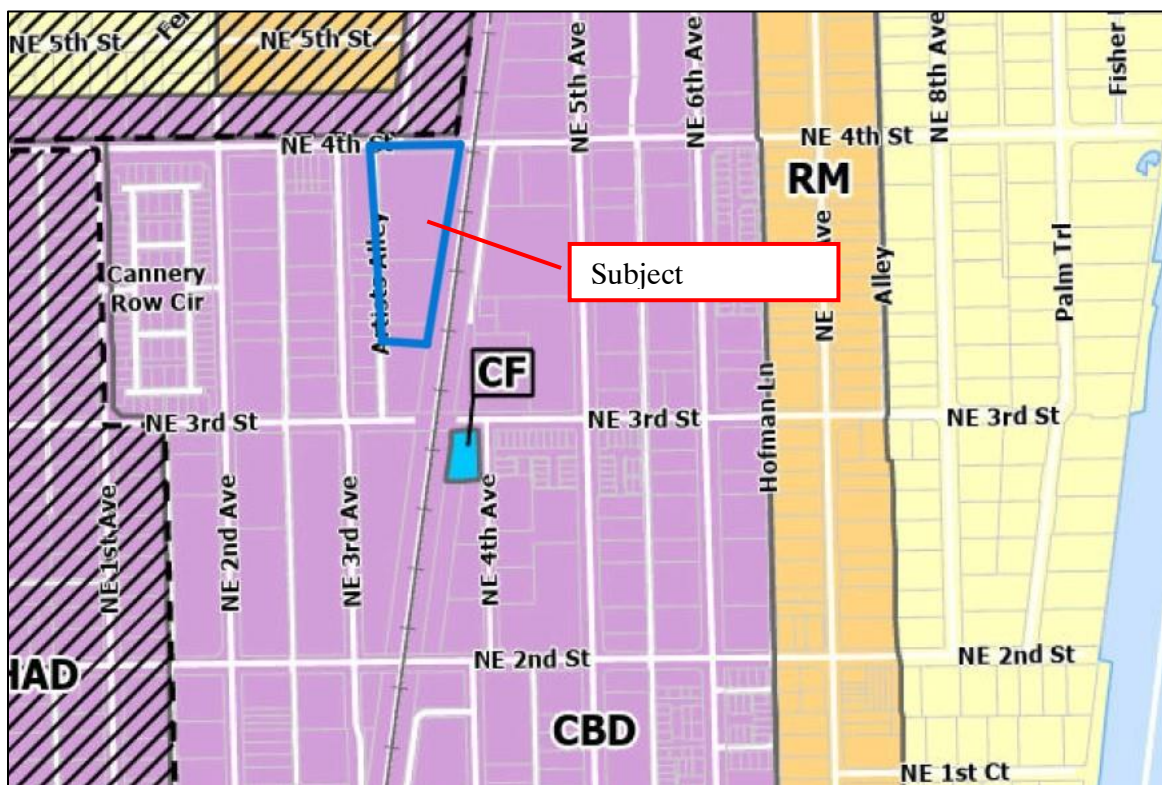 NE 5th St
NE 5th St
NE 5th Ave
NE 6th Ave
NE 8th Ave
Fisher
NE 4th St
NE 4th St
RM
Subject
Artists Alley
Cannery
Row Cir
NE
Ave
Alley
Palm Trl
CF
NE 3rd St
NE 3rd St
NE 3rd St
Hofman Ln
NE 1st Ave
NE 2nd Ave
NE 3rd Ave
NE 4th Ave
NE 2nd St
NE 2nd St
HAD
CBD
NE 1st Ct